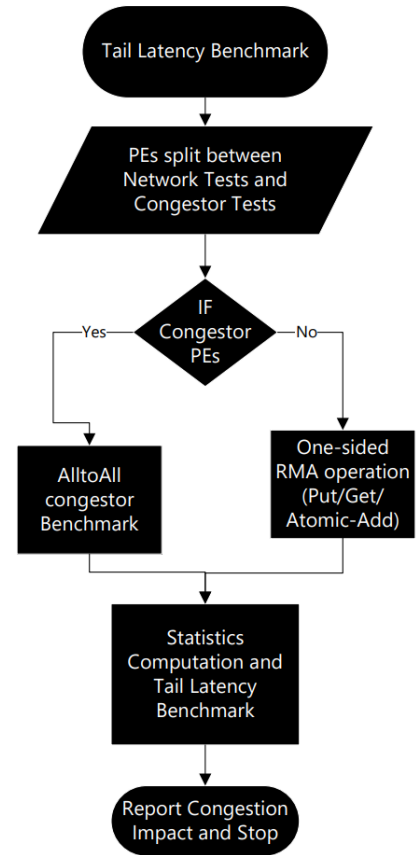 Tail Latency Benchmark
PEs split between
Network Tests and
Congestor Tests
IF
Congestor
PEs
Yes
No
AlltoAll
congestor
Benchmark
One-sided
RMA operation
(Put/Get/
Atomic-Add)
Statistics
Computation and
Tail Latency
Benchmark
Report Congestion
Impact and Stop